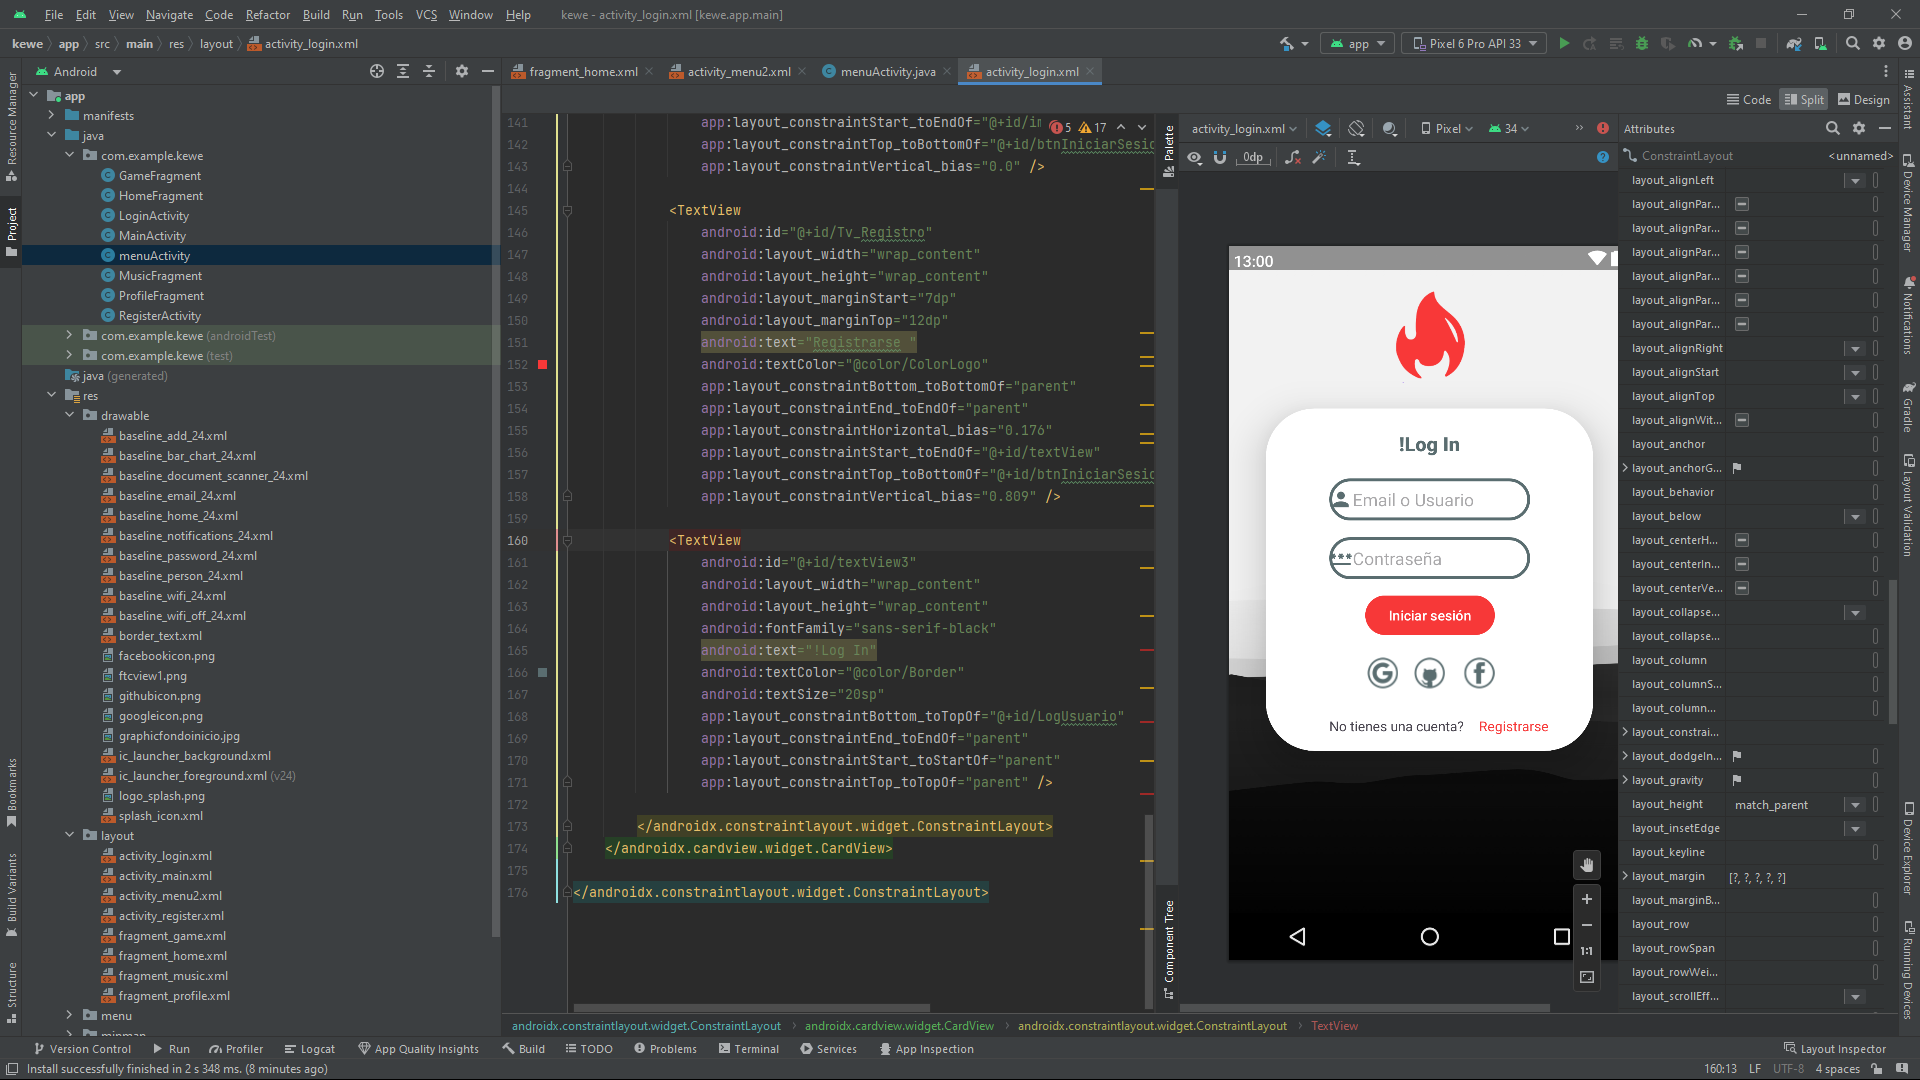 File Edit View Navigate Code Refactor Build Run Tools VCS Window Help kewe - activity_login.xml [kewe.app.main]
kewe app src main res layout activity_login.xml app Pixel 6 Pro API 33
Android
fragment_home.xml activity_menu2.xml menuActivity.java activity_login.xml
Code Split Design
Resource Manager
Project
Bookmarks
Build Variants
Structure
app
manifests
java
com.example.kewe
GameFragment
HomeFragment
LoginActivity
MainActivity
menuActivity
MusicFragment
ProfileFragment
RegisterActivity
com.example.kewe (androidTest)
com.example.kewe (test)
java (generated)
res
drawable
baseline_add_24.xml
baseline_bar_chart_24.xml
baseline_document_scanner_24.xml
baseline_email_24.xml
baseline_home_24.xml
baseline_notifications_24.xml
baseline_password_24.xml
baseline_person_24.xml
baseline_wifi_24.xml
baseline_wifi_off_24.xml
border_text.xml
facebookicon.png
ftcview1.png
githubicon.png
googleicon.png
graphicfondoinicio.jpg
ic_launcher_background.xml
ic_launcher_foreground.xml (v24)
logo_splash.png
splash_icon.xml
layout
activity_login.xml
activity_main.xml
activity_menu2.xml
activity_register.xml
fragment_game.xml
fragment_home.xml
fragment_music.xml
fragment_profile.xml
menu
5 17
141 app:layout_constraintStart_toEndOf="@+id/im
142 app:layout_constraintTop_toBottomOf="@+id/btnIniciarSesio
143 app:layout_constraintVertical_bias="0.0" />
144
145 <TextView
146 android:id="@+id/Tv_Registro"
147 android:layout_width="wrap_content"
148 android:layout_height="wrap_content"
149 android:layout_marginStart="7dp"
150 android:layout_marginTop="12dp"
151 android:text="Registrarse "
152 android:textColor="@color/ColorLogo"
153 app:layout_constraintBottom_toBottomOf="parent"
154 app:layout_constraintEnd_toEndOf="parent"
155 app:layout_constraintHorizontal_bias="0.176"
156 app:layout_constraintStart_toEndOf="@+id/textView"
157 app:layout_constraintTop_toBottomOf="@+id/btnIniciarSesio
158 app:layout_constraintVertical_bias="0.809" />
159
160 <TextView
161 android:id="@+id/textView3"
162 android:layout_width="wrap_content"
163 android:layout_height="wrap_content"
164 android:fontFamily="sans-serif-black"
165 android:text="!Log In"
166 android:textColor="@color/Border"
167 android:textSize="20sp"
168 app:layout_constraintBottom_toTopOf="@+id/LogUsuario"
169 app:layout_constraintEnd_toEndOf="parent"
170 app:layout_constraintStart_toStartOf="parent"
171 app:layout_constraintTop_toTopOf="parent" />
172
173 </androidx.constraintlayout.widget.ConstraintLayout>
174 </androidx.cardview.widget.CardView>
175
176 </androidx.constraintlayout.widget.ConstraintLayout>
Palette
Component Tree
activity_login.xml Pixel 34
0dp
13:00
!Log In
Email o Usuario
***Contraseña
Iniciar sesión
No tienes una cuenta? Registrarse
1:1
Attributes
ConstraintLayout <unnamed>
layout_alignLeft
layout_alignPar...
layout_alignPar...
layout_alignPar...
layout_alignPar...
layout_alignPar...
layout_alignPar...
layout_alignRight
layout_alignStart
layout_alignTop
layout_alignWit...
layout_anchor
layout_anchorG...
layout_behavior
layout_below
layout_centerH...
layout_centerIn...
layout_centerVe...
layout_collapse...
layout_collapse...
layout_column
layout_columnS...
layout_column...
layout_constrai...
layout_dodgeIn...
layout_gravity
layout_height match_parent
layout_insetEdge
layout_keyline
layout_margin [?, ?, ?, ?, ?]
layout_marginB...
layout_row
layout_rowSpan
layout_rowWei...
layout_scrollEff...
Assistant
Device Manager
Notifications
Gradle
Layout Validation
Device Explorer
Running Devices
androidx.constraintlayout.widget.ConstraintLayout androidx.cardview.widget.CardView androidx.constraintlayout.widget.ConstraintLayout TextView
Version Control Run Profiler Logcat App Quality Insights Build TODO Problems Terminal Services App Inspection Layout Inspector
Install successfully finished in 2 s 348 ms. (8 minutes ago) 160:13 LF UTF-8 4 spaces